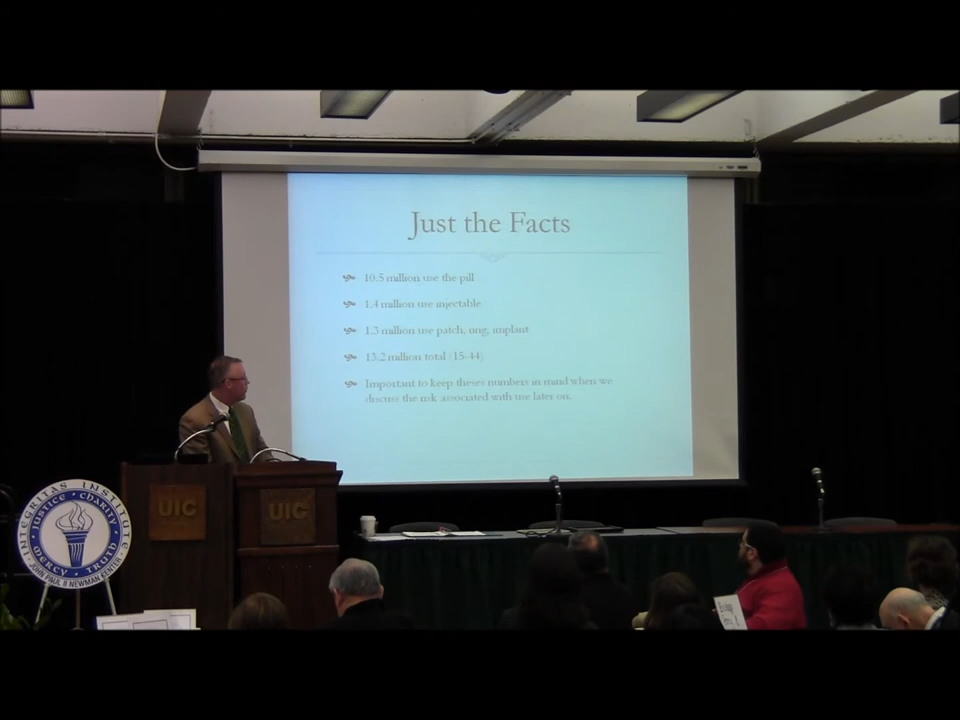 Just the Facts
10.5 million use the pill
1.4 million use injectable
1.3 million use patch, ring, implant
13.2 million total (15-44)
Important to keep theses numbers in mind when we
discuss the risk associated with use later on.
UIC
UIC
INTEGRITAS INSTITUTE
JUSTICE • CHARITY
MERCY • TRUTH
JOHN PAUL II NEWMAN CENTER